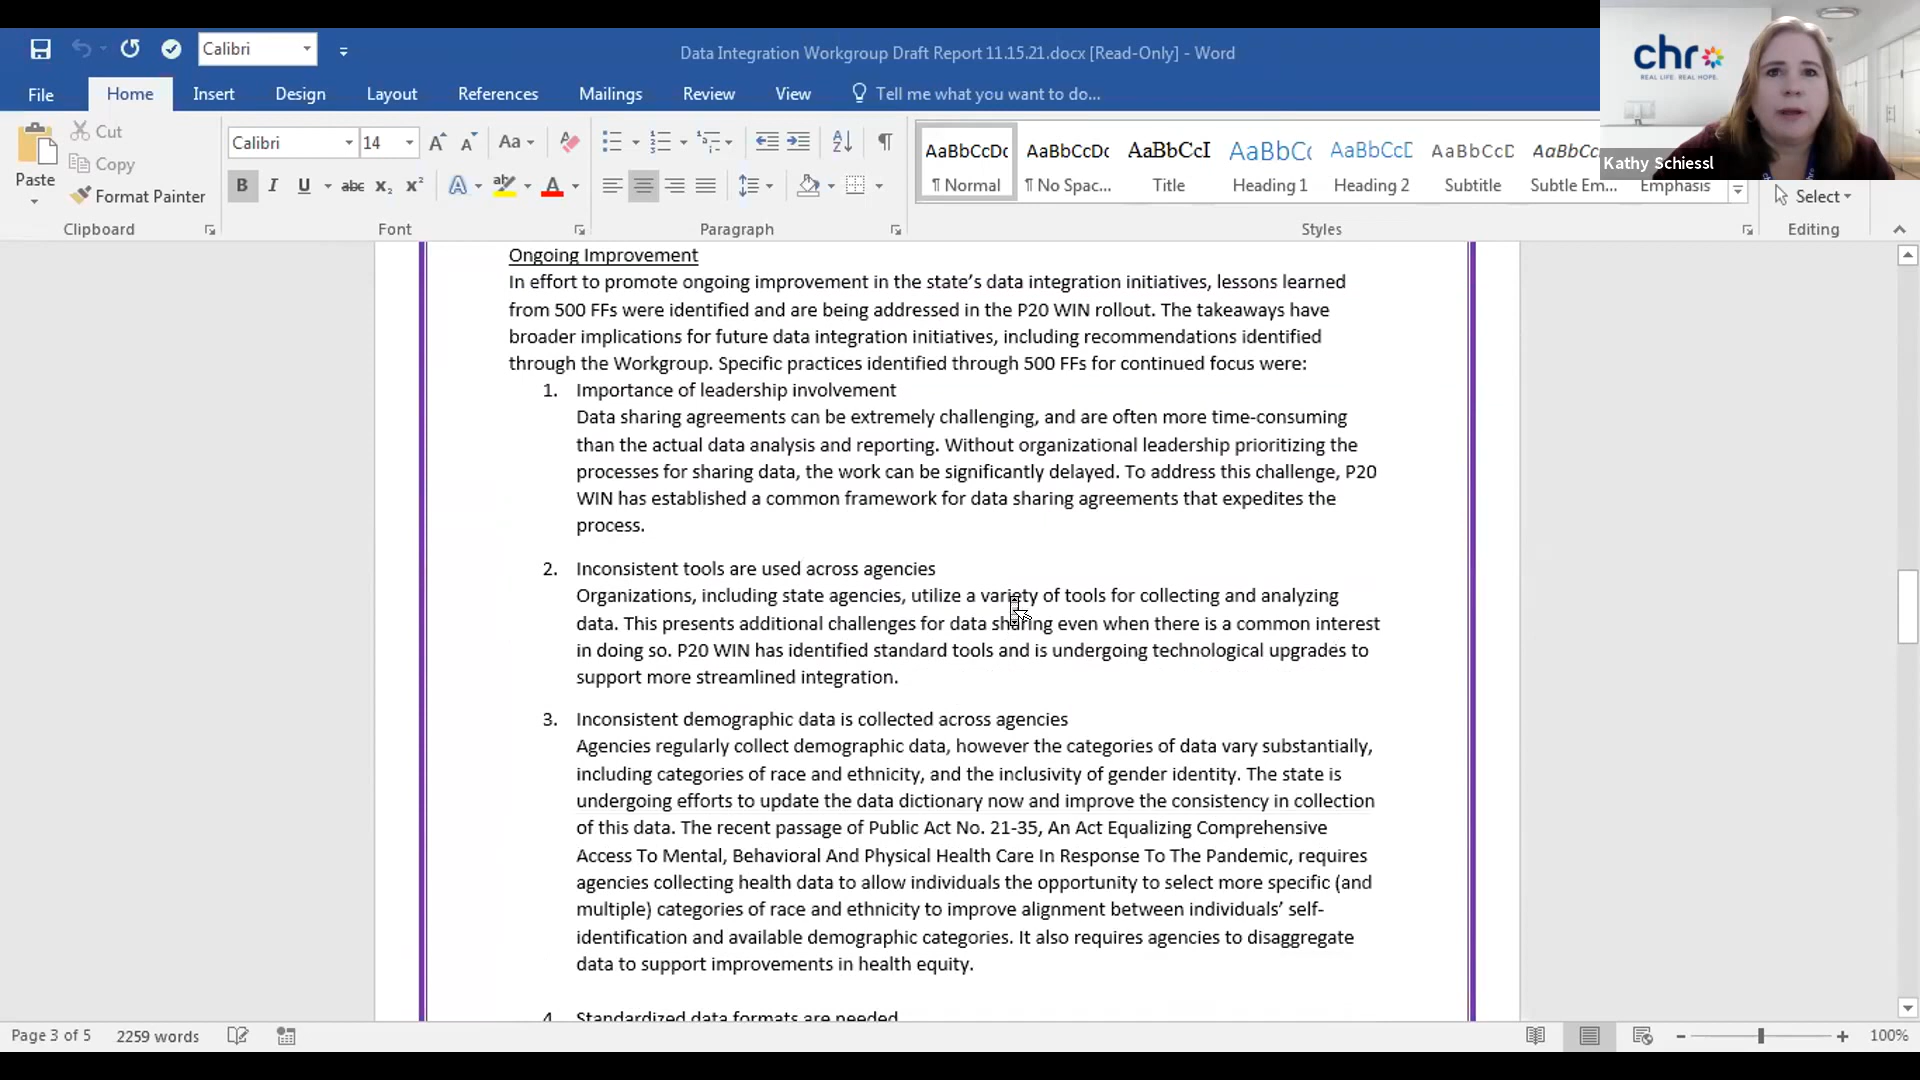 Calibri
Data Integration Workgroup Draft Report 11.15.21.docx [Read-Only] - Word
chr
REAL LIFE. REAL HOPE.
Kathy Schiessl
File Home Insert Design Layout References Mailings Review View Tell me what you want to do...
Paste
Cut
Copy
Format Painter
Clipboard
Calibri 14
Font
Paragraph
AaBbCcDc AaBbCcDc AaBbCcI AaBbCc AaBbCcD AaBbCcD AaBbCc
¶ Normal ¶ No Spac... Title Heading 1 Heading 2 Subtitle Subtle Em... Emphasis
Styles
Select
Editing
Ongoing Improvement
In effort to promote ongoing improvement in the state’s data integration initiatives, lessons learned
from 500 FFs were identified and are being addressed in the P20 WIN rollout. The takeaways have
broader implications for future data integration initiatives, including recommendations identified
through the Workgroup. Specific practices identified through 500 FFs for continued focus were:
1. Importance of leadership involvement
Data sharing agreements can be extremely challenging, and are often more time-consuming
than the actual data analysis and reporting. Without organizational leadership prioritizing the
processes for sharing data, the work can be significantly delayed. To address this challenge, P20
WIN has established a common framework for data sharing agreements that expedites the
process.
2. Inconsistent tools are used across agencies
Organizations, including state agencies, utilize a variety of tools for collecting and analyzing
data. This presents additional challenges for data sharing even when there is a common interest
in doing so. P20 WIN has identified standard tools and is undergoing technological upgrades to
support more streamlined integration.
3. Inconsistent demographic data is collected across agencies
Agencies regularly collect demographic data, however the categories of data vary substantially,
including categories of race and ethnicity, and the inclusivity of gender identity. The state is
undergoing efforts to update the data dictionary now and improve the consistency in collection
of this data. The recent passage of Public Act No. 21-35, An Act Equalizing Comprehensive
Access To Mental, Behavioral And Physical Health Care In Response To The Pandemic, requires
agencies collecting health data to allow individuals the opportunity to select more specific (and
multiple) categories of race and ethnicity to improve alignment between individuals’ self-
identification and available demographic categories. It also requires agencies to disaggregate
data to support improvements in health equity.
4. Standardized data formats are needed
Page 3 of 5 2259 words 100%